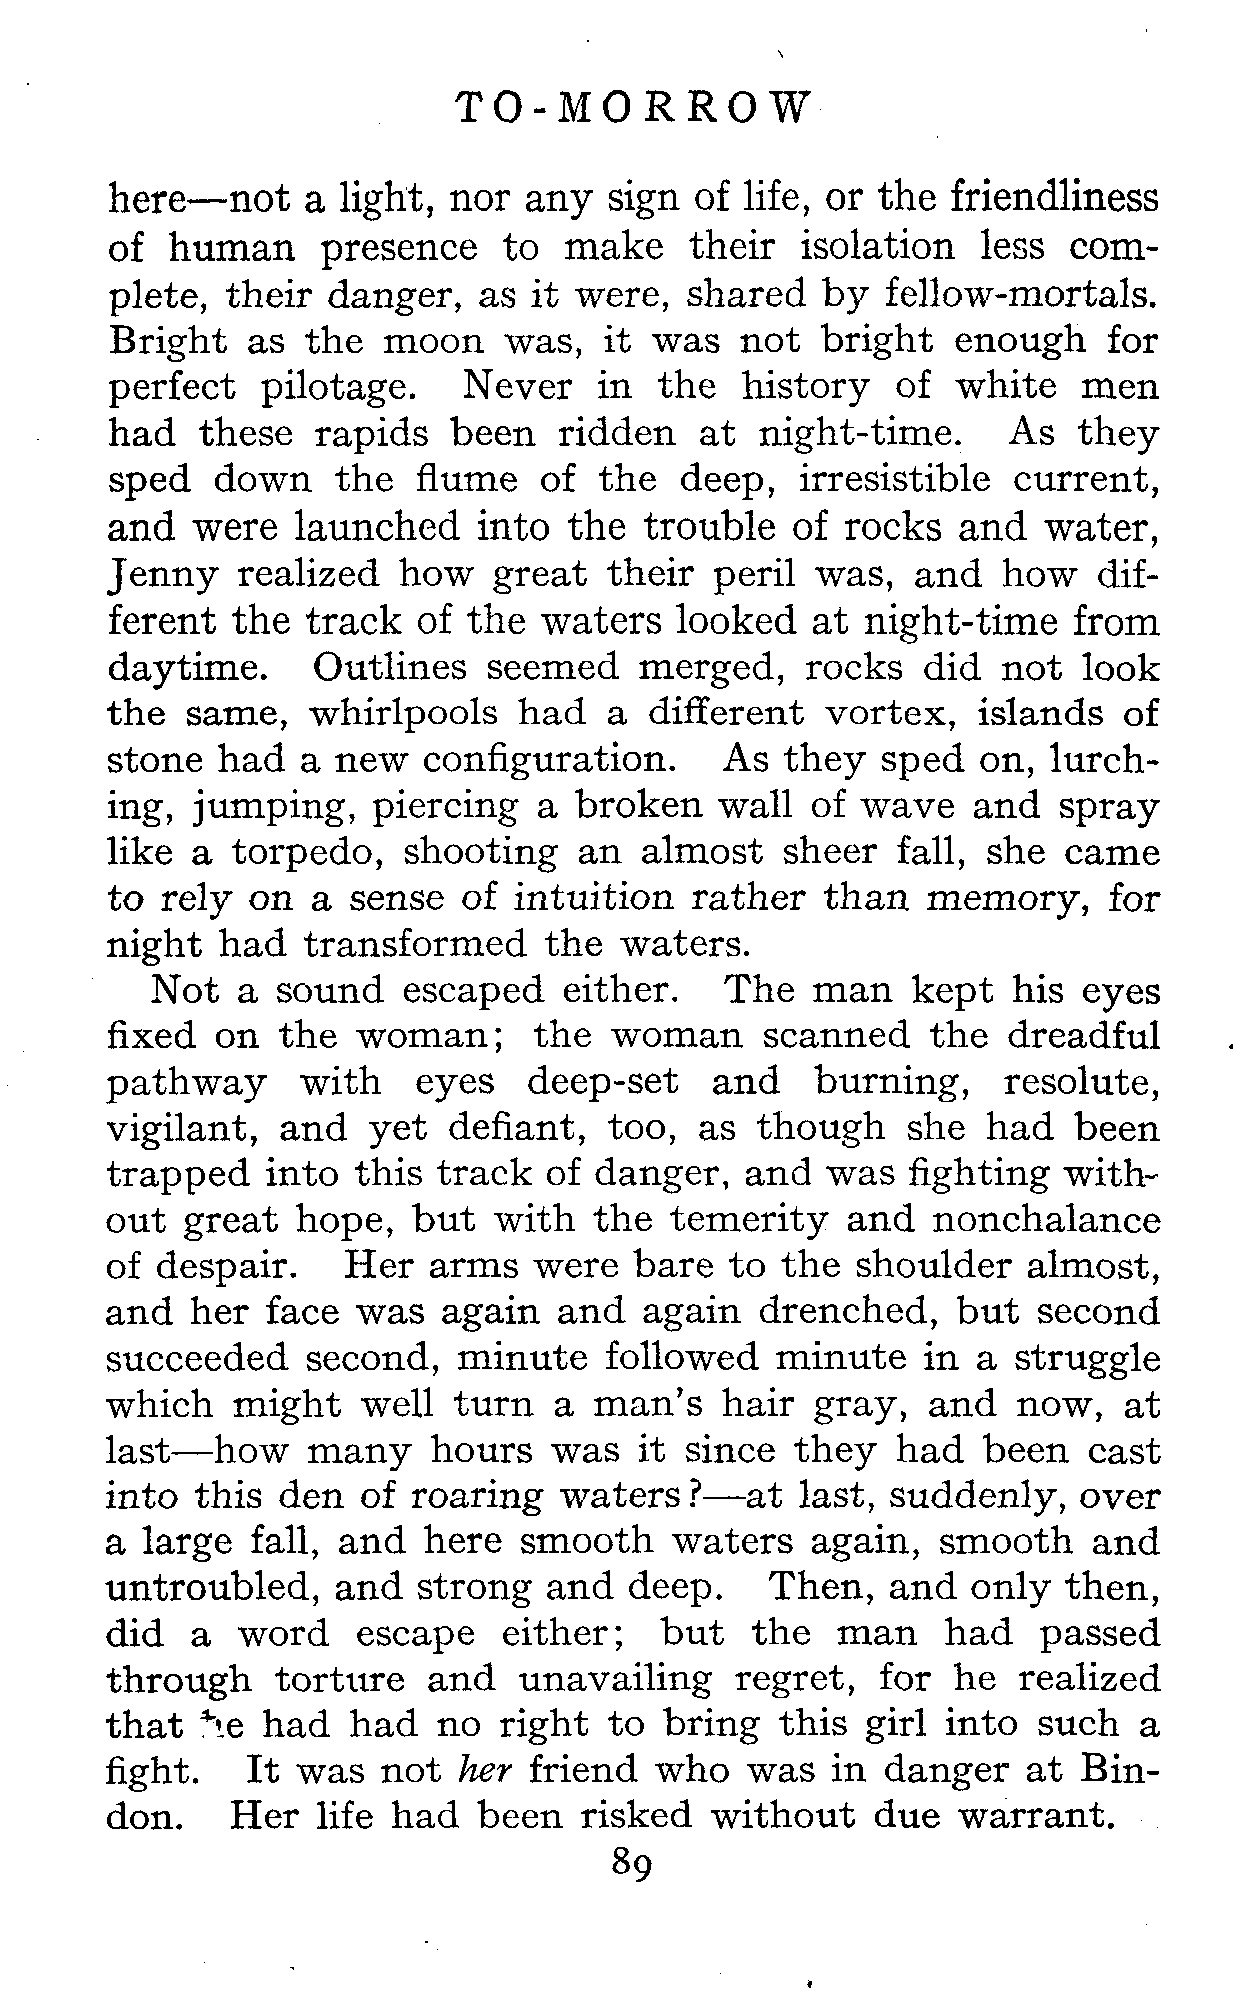 TO-MORROW
here—not a light, nor any sign of life, or the friendliness
of human presence to make their isolation less com-
plete, their danger, as it were, shared by fellow-mortals.
Bright as the moon was, it was not bright enough for
perfect pilotage. Never in the history of white men
had these rapids been ridden at night-time. As they
sped down the flume of the deep, irresistible current,
and were launched into the trouble of rocks and water,
Jenny realized how great their peril was, and how dif-
ferent the track of the waters looked at night-time from
daytime. Outlines seemed merged, rocks did not look
the same, whirlpools had a different vortex, islands of
stone had a new configuration. As they sped on, lurch-
ing, jumping, piercing a broken wall of wave and spray
like a torpedo, shooting an almost sheer fall, she came
to rely on a sense of intuition rather than memory, for
night had transformed the waters.
Not a sound escaped either. The man kept his eyes
fixed on the woman; the woman scanned the dreadful
pathway with eyes deep-set and burning, resolute,
vigilant, and yet defiant, too, as though she had been
trapped into this track of danger, and was fighting with-
out great hope, but with the temerity and nonchalance
of despair. Her arms were bare to the shoulder almost,
and her face was again and again drenched, but second
succeeded second, minute followed minute in a struggle
which might well turn a man's hair gray, and now, at
last—how many hours was it since they had been cast
into this den of roaring waters?—at last, suddenly, over
a large fall, and here smooth waters again, smooth and
untroubled, and strong and deep. Then, and only then,
did a word escape either; but the man had passed
through torture and unavailing regret, for he realized
that he had had no right to bring this girl into such a
fight. It was not her friend who was in danger at Bin-
don. Her life had been risked without due warrant.
89